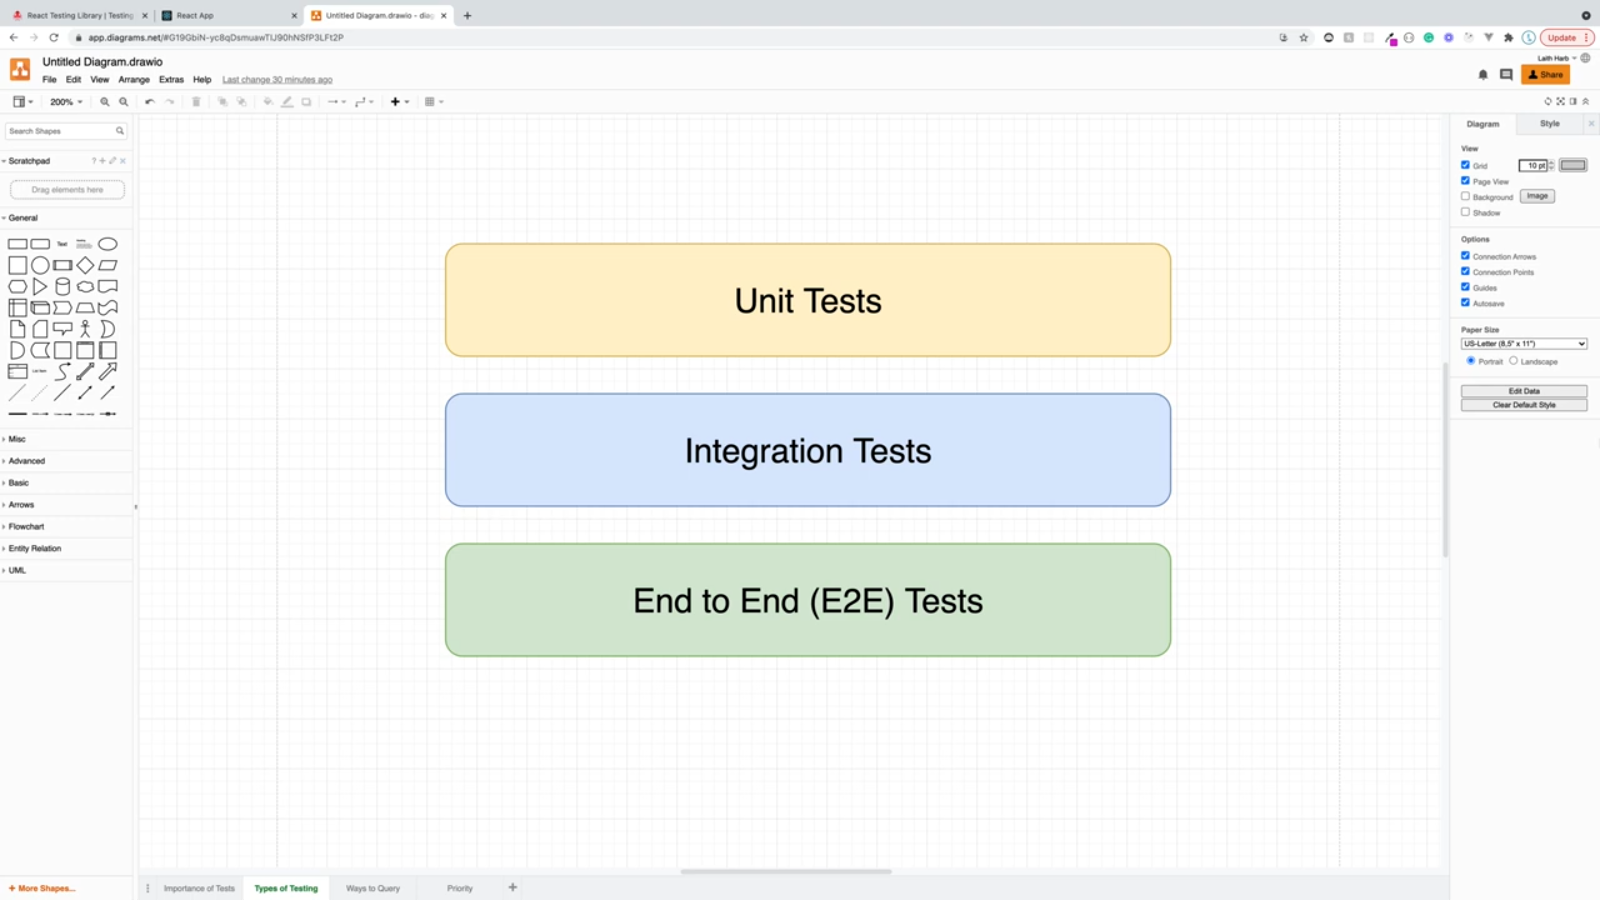 React Testing Library | Testing
React App
Untitled Diagram.drawio - diag
app.diagrams.net/#G19GbiN-yc8qDsmuawTIJ90hNSfP3LFt2P
Update
Untitled Diagram.drawio
Laith Harb
File Edit View Arrange Extras Help Last change 30 minutes ago
Share
200%
Search Shapes
Scratchpad
Drag elements here
General
Text
List Item
Misc
Advanced
Basic
Arrows
Flowchart
Entity Relation
UML
+ More Shapes...
Unit Tests
Integration Tests
End to End (E2E) Tests
Diagram Style
View
Grid 10 pt
Page View
Background Image
Shadow
Options
Connection Arrows
Connection Points
Guides
Autosave
Paper Size
US-Letter (8,5" x 11")
Portrait Landscape
Edit Data
Clear Default Style
Importance of Tests Types of Testing Ways to Query Priority